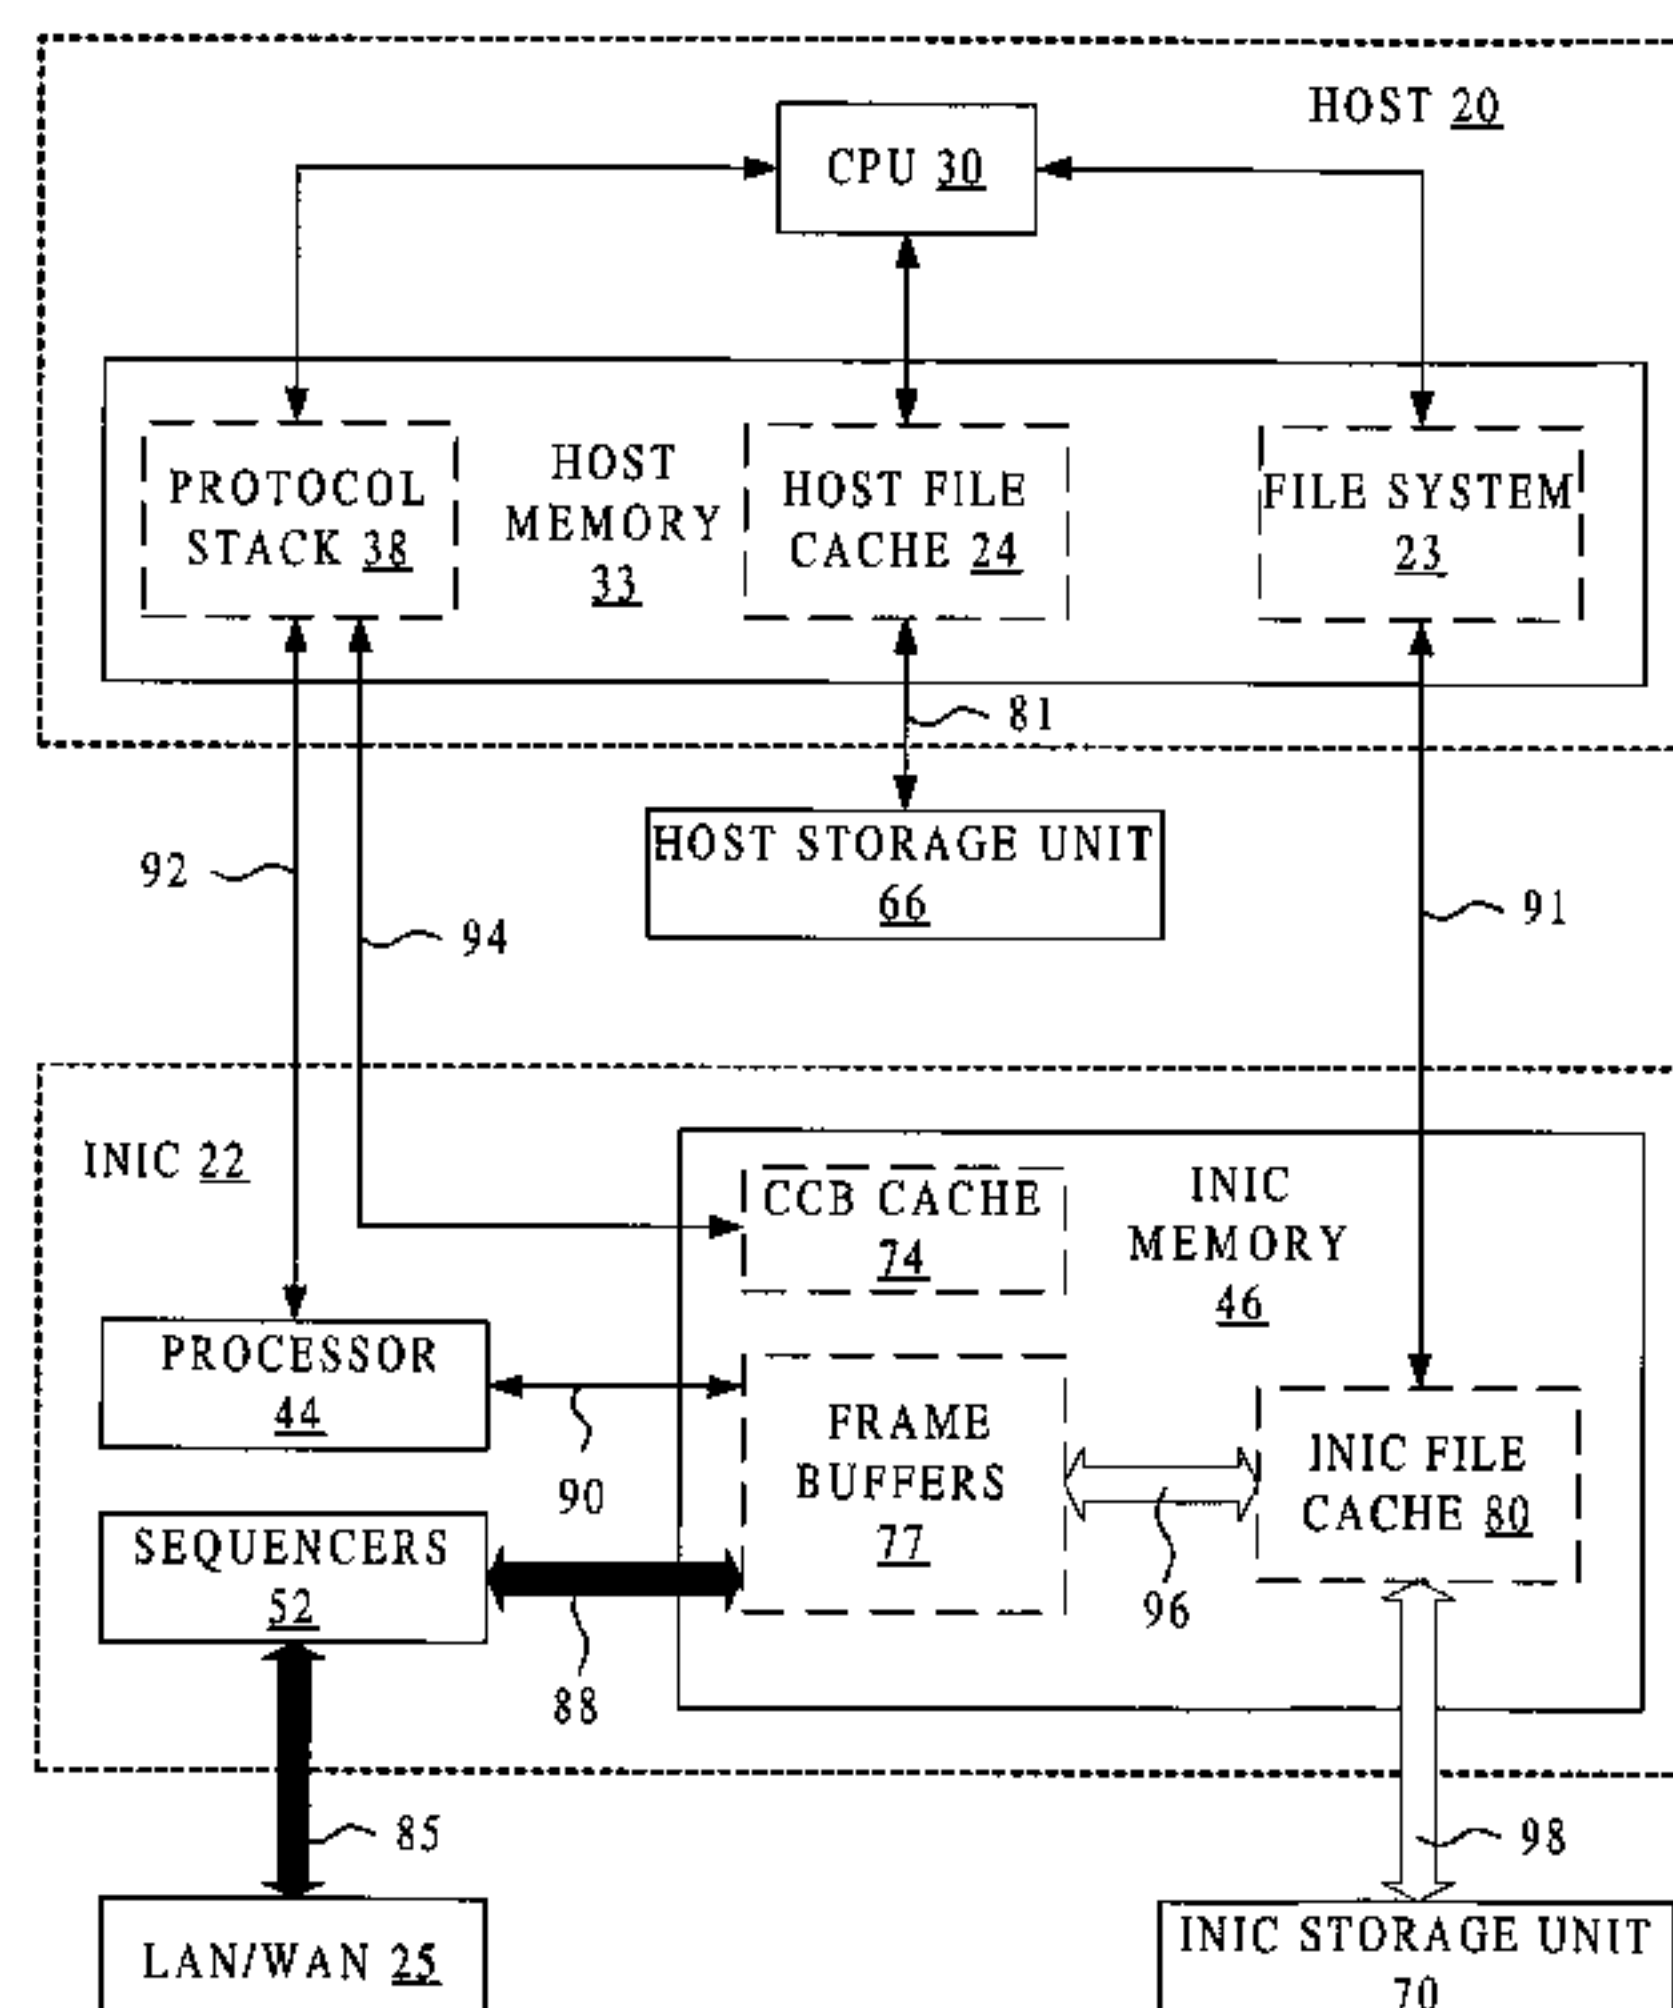 HOST 20
CPU 30
PROTOCOL
STACK 38
HOST
MEMORY
33
HOST FILE
CACHE 24
FILE SYSTEM
23
81
HOST STORAGE UNIT
66
92
94
91
INIC 22
CCB CACHE
74
INIC
MEMORY
46
PROCESSOR
44
90
FRAME
BUFFERS
77
INIC FILE
CACHE 80
96
SEQUENCERS
52
88
85
98
LAN/WAN 25
INIC STORAGE UNIT
70